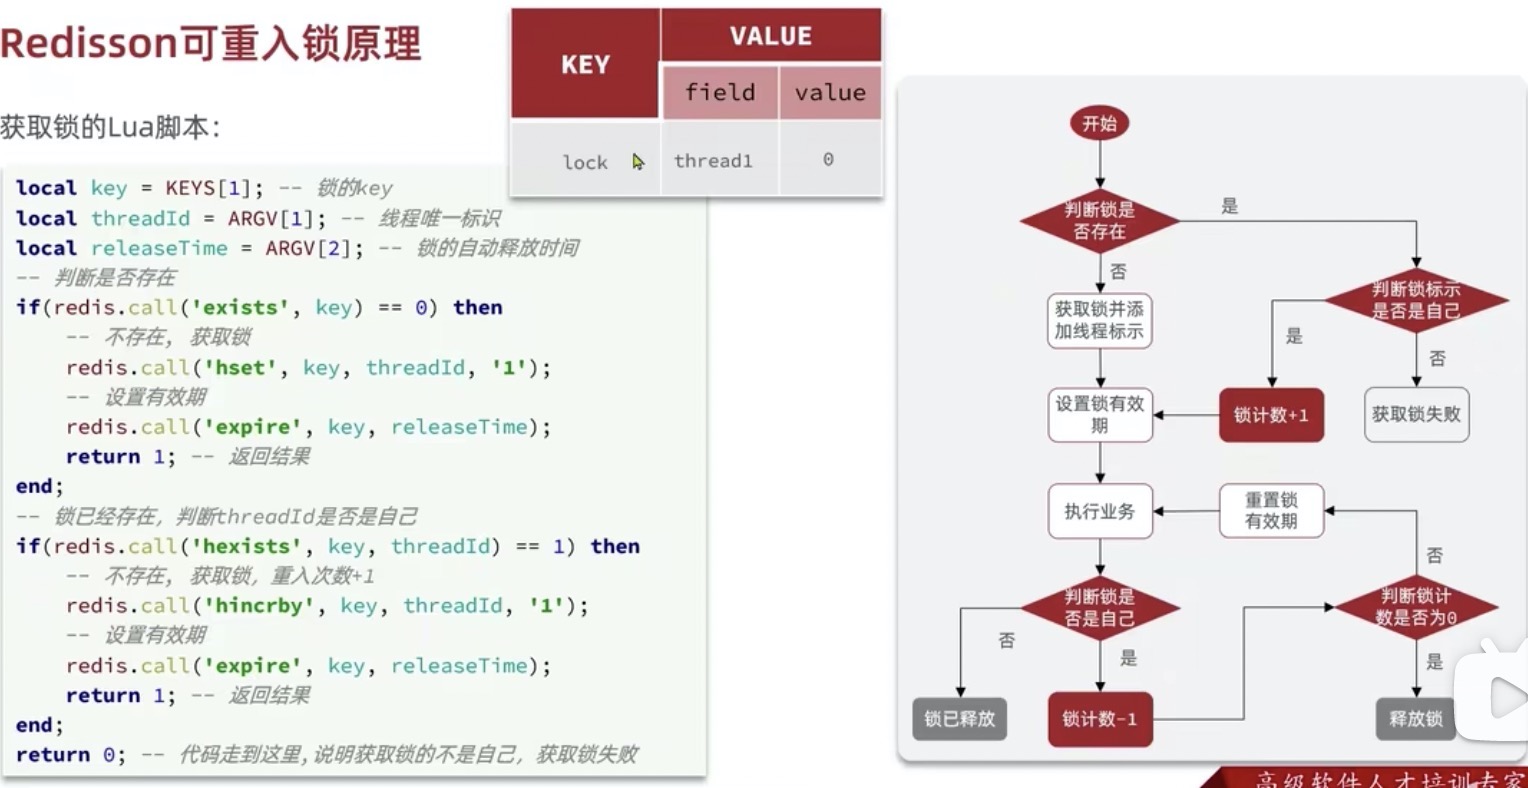 Redisson可重入锁原理
获取锁的Lua脚本：
KEY
VALUE
field
value
lock
thread1
0
local key = KEYS[1]; -- 锁的key
local threadId = ARGV[1]; -- 线程唯一标识
local releaseTime = ARGV[2]; -- 锁的自动释放时间
-- 判断是否存在
if(redis.call('exists', key) == 0) then
    -- 不存在, 获取锁
    redis.call('hset', key, threadId, '1');
    -- 设置有效期
    redis.call('expire', key, releaseTime);
    return 1; -- 返回结果
end;
-- 锁已经存在，判断threadId是否是自己
if(redis.call('hexists', key, threadId) == 1) then
    -- 不存在, 获取锁，重入次数+1
    redis.call('hincrby', key, threadId, '1');
    -- 设置有效期
    redis.call('expire', key, releaseTime);
    return 1; -- 返回结果
end;
return 0; -- 代码走到这里,说明获取锁的不是自己，获取锁失败
开始
判断锁是
否存在
是
否
判断锁标示
是否是自己
获取锁并添
加线程标示
是
否
设置锁有效
期
锁计数+1
获取锁失败
执行业务
重置锁
有效期
否
判断锁是
否是自己
判断锁计
数是否为0
否
是
是
锁已释放
锁计数-1
释放锁
高级软件人才培训专家